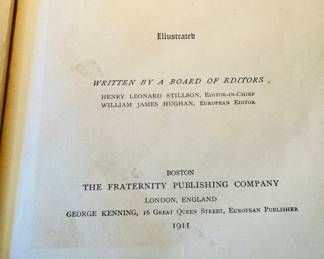 Illustrated
WRITTEN BY A BOARD OF EDITORS
HENRY LEONARD STILLSON, EDITOR-IN-CHIEF
WILLIAM JAMES HUGHAN, EUROPEAN EDITOR
BOSTON
THE FRATERNITY PUBLISHING COMPANY
LONDON, ENGLAND
GEORGE KENNING, 16 GREAT QUEEN STREET, EUROPEAN PUBLISHER
1911